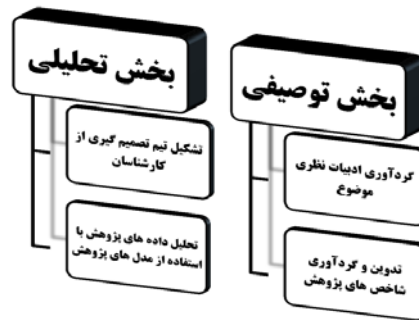 بخش توصیفی
گردآوری ادبیات نظری
موضوع
تدوین و گردآوری
شاخص های پژوهش
بخش تحلیلی
تشکیل تیم تصمیم گیری از
کارشناسان
تحلیل داده های پژوهش با
استفاده از مدل های پژوهش